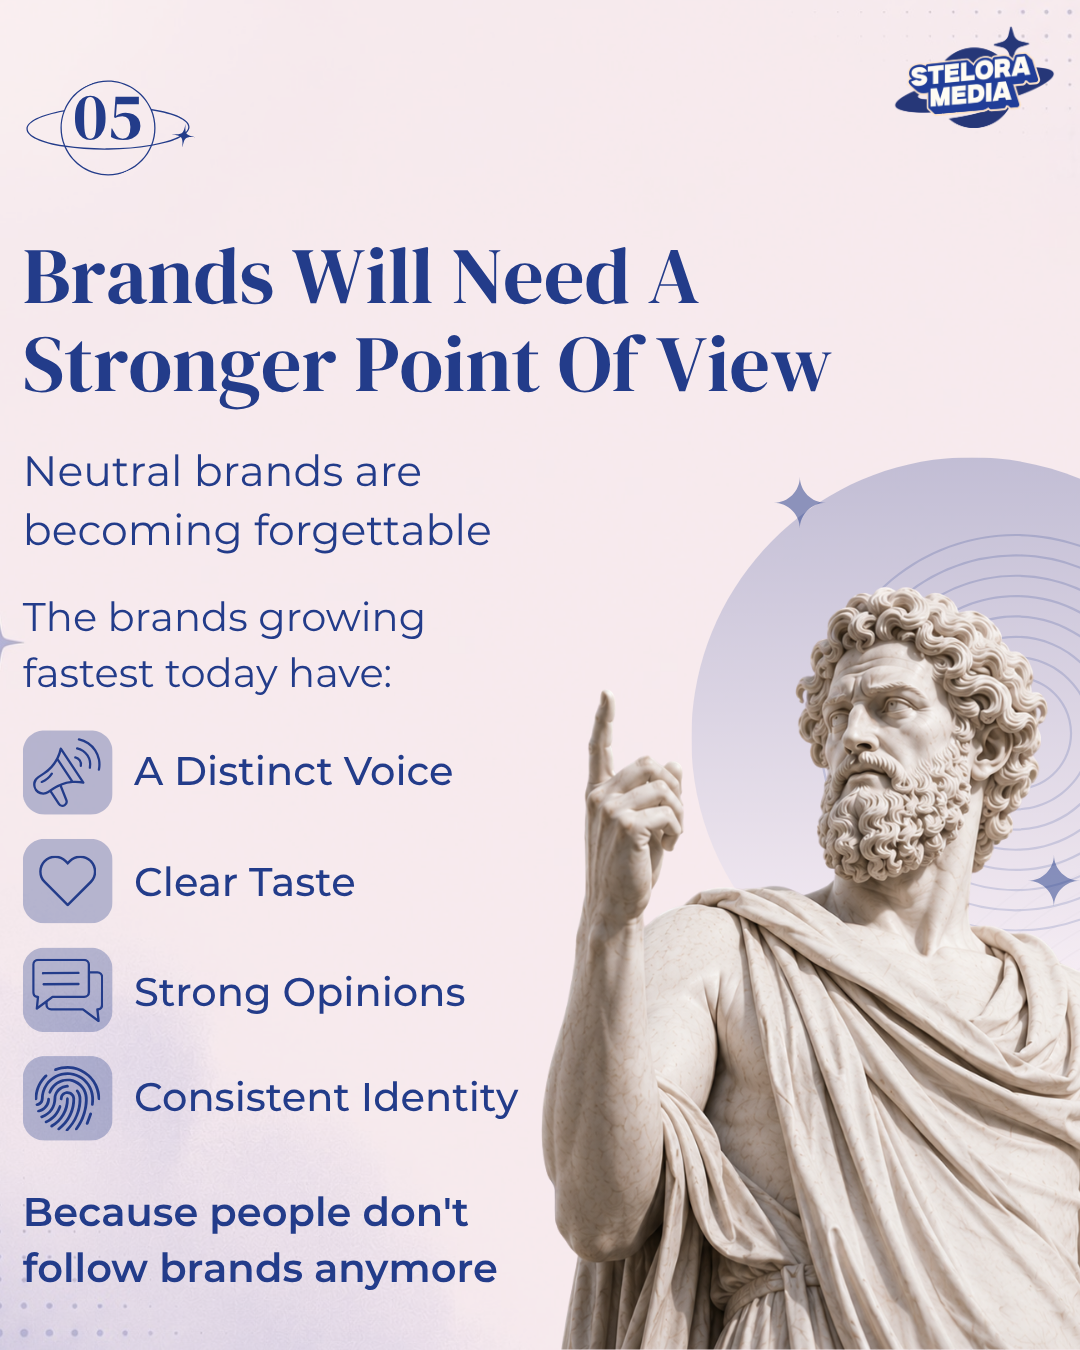 05
STELORA
MEDIA
Brands Will Need A
Stronger Point Of View
Neutral brands are
becoming forgettable
The brands growing
fastest today have:
A Distinct Voice
Clear Taste
Strong Opinions
Consistent Identity
Because people don't
follow brands anymore